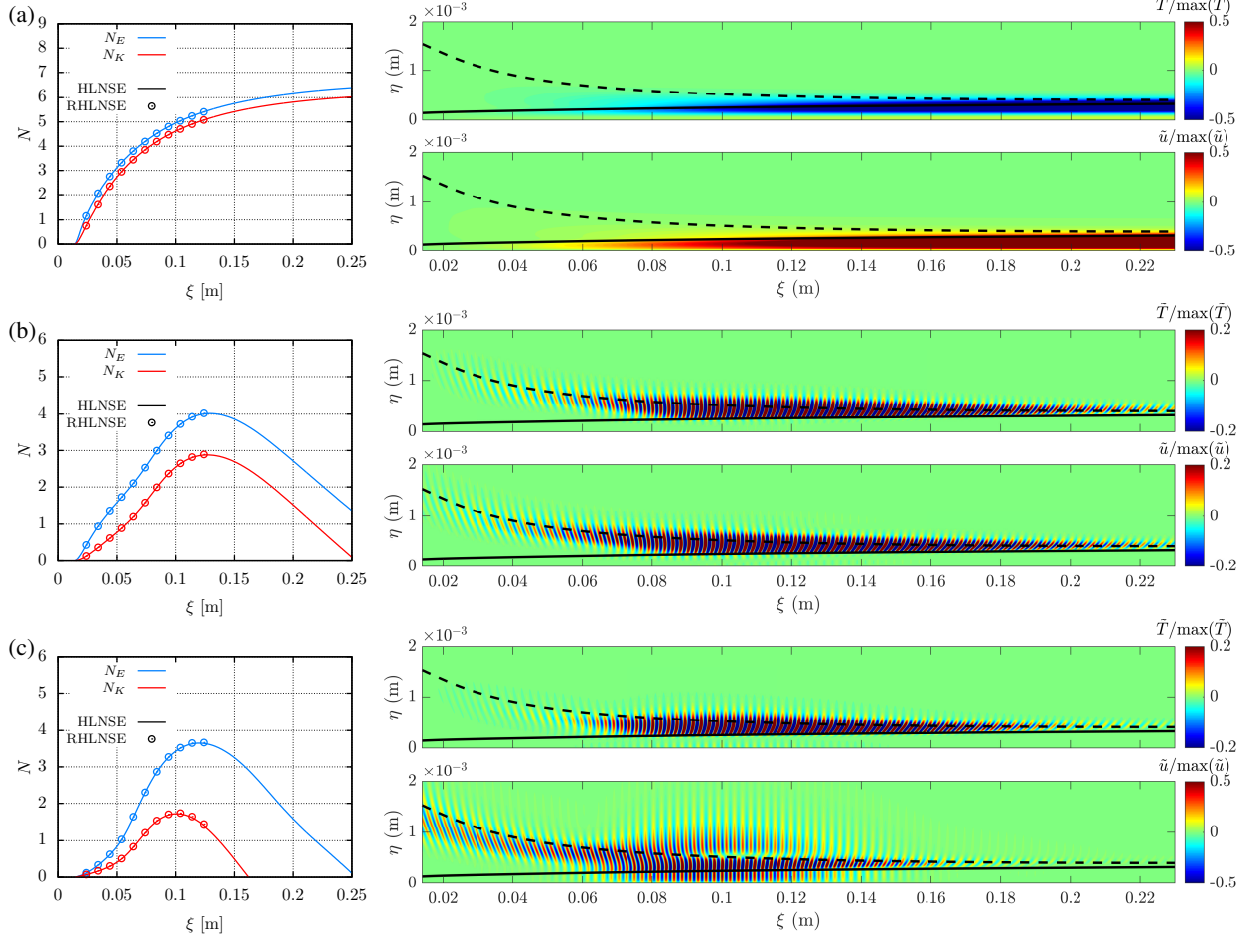 (a)
9
8
7
6
5
4
3
2
1
0
N
N_E
N_K
HLNSE
RHLNSE
0 0.05 0.1 0.15 0.2 0.25
ξ [m]
×10⁻³
2
1
0
η (m)
T̃/max(T̃)
0.5
0
-0.5
×10⁻³
2
1
0
η (m)
ũ/max(ũ)
0.5
0
-0.5
0.02 0.04 0.06 0.08 0.1 0.12 0.14 0.16 0.18 0.2 0.22
ξ (m)
(b)
6
5
4
3
2
1
0
N
N_E
N_K
HLNSE
RHLNSE
0 0.05 0.1 0.15 0.2 0.25
ξ [m]
×10⁻³
2
1
0
η (m)
T̃/max(T̃)
0.2
0
-0.2
×10⁻³
2
1
0
η (m)
ũ/max(ũ)
0.2
0
-0.2
0.02 0.04 0.06 0.08 0.1 0.12 0.14 0.16 0.18 0.2 0.22
ξ (m)
(c)
6
5
4
3
2
1
0
N
N_E
N_K
HLNSE
RHLNSE
0 0.05 0.1 0.15 0.2 0.25
ξ [m]
×10⁻³
2
1
0
η (m)
T̃/max(T̃)
0.2
0
-0.2
×10⁻³
2
1
0
η (m)
ũ/max(ũ)
0.5
0
-0.5
0.02 0.04 0.06 0.08 0.1 0.12 0.14 0.16 0.18 0.2 0.22
ξ (m)